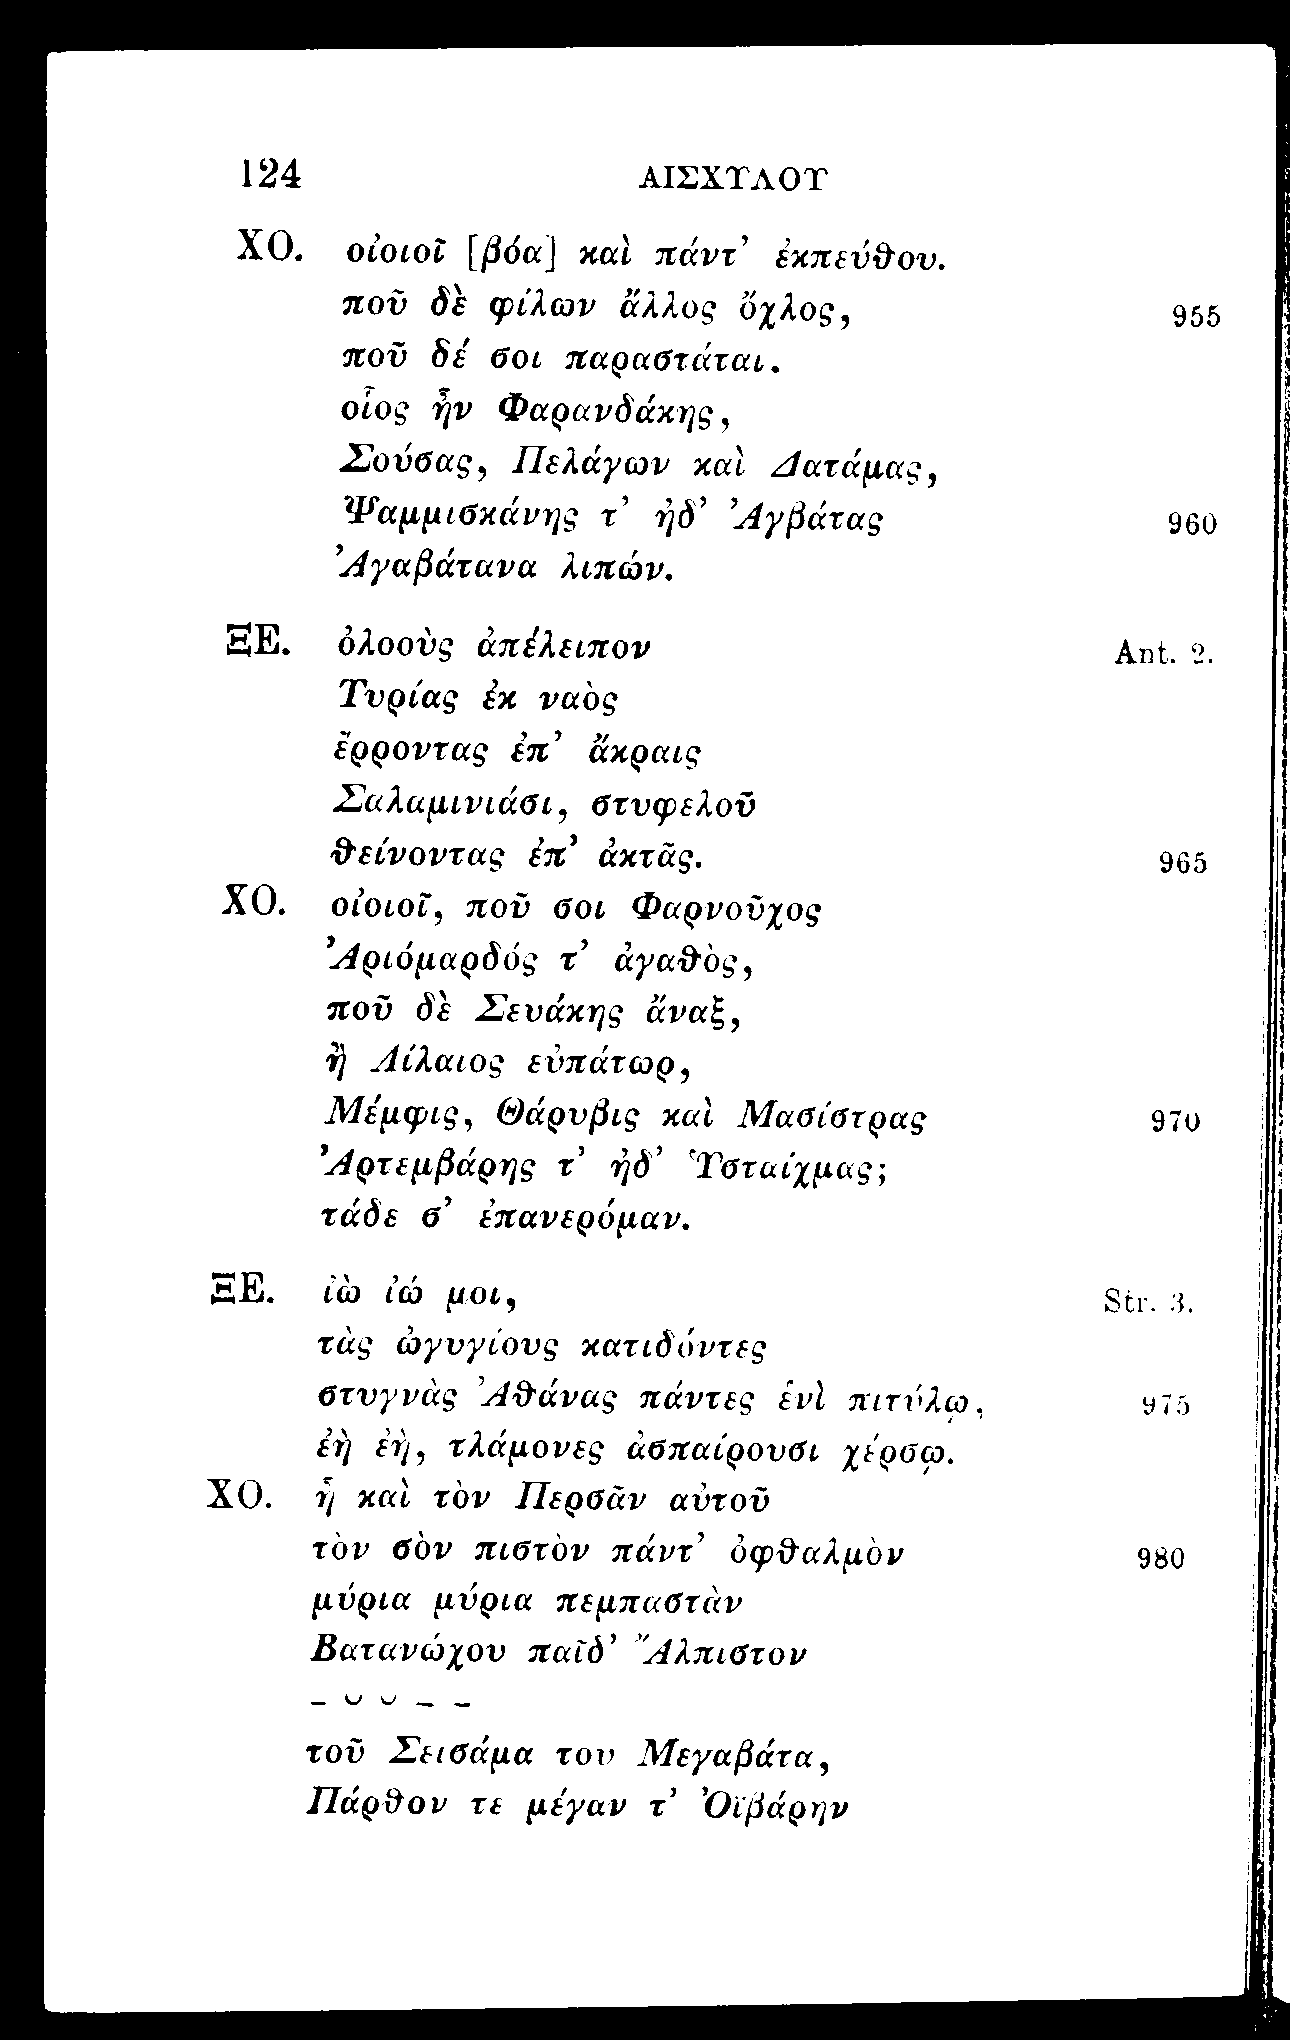 124 ΑΙΣΧΥΛΟΥ
ΧΟ. οἰοιοῖ [βόα] καὶ πάντ’ ἐκπεύθου.
ποῦ δὲ φίλων ἄλλος ὄχλος, 955
ποῦ δέ σοι παραστάται.
οἷος ἦν Φαρανδάκης,
Σούσας, Πελάγων καὶ Δατάμας,
Ψαμμισκάνης τ’ ἠδ’ Ἀγβάτας 960
Ἀγαβάτανα λιπών.
ΞΕ. ὀλοοὺς ἀπέλειπον Ant. 2.
Τυρίας ἐκ ναὸς
ἔρροντας ἐπ’ ἄκραις
Σαλαμινιάσι, στυφελοῦ
θείνοντας ἐπ’ ἀκτᾶς. 965
ΧΟ. οἰοιοῖ, ποῦ σοι Φαρνοῦχος
Ἀριόμαρδός τ’ ἀγαθὸς,
ποῦ δὲ Σευάκης ἄναξ,
ἢ Λίλαιος εὐπάτωρ,
Μέμφις, Θάρυβις καὶ Μασίστρας 970
Ἀρτεμβάρης τ’ ἠδ’ Ὑσταίχμας;
τάδε σ’ ἐπανερόμαν.
ΞΕ. ἰὼ ἰώ μοι, Str. 3.
τὰς ὠγυγίους κατιδόντες
στυγνὰς Ἀθάνας πάντες ἑνὶ πιτύλῳ, 975
ἐὴ ἐὴ, τλάμονες ἀσπαίρουσι χέρσῳ.
ΧΟ. ἦ καὶ τὸν Περσᾶν αὐτοῦ
τὸν σὸν πιστὸν πάντ’ ὀφθαλμὸν 980
μύρια μύρια πεμπαστὰν
Βατανώχου παῖδ’ Ἄλπιστον
– ⏑ ⏑ – –
τοῦ Σεισάμα του Μεγαβάτα,
Πάρθον τε μέγαν τ’ Ὀϊβάρην